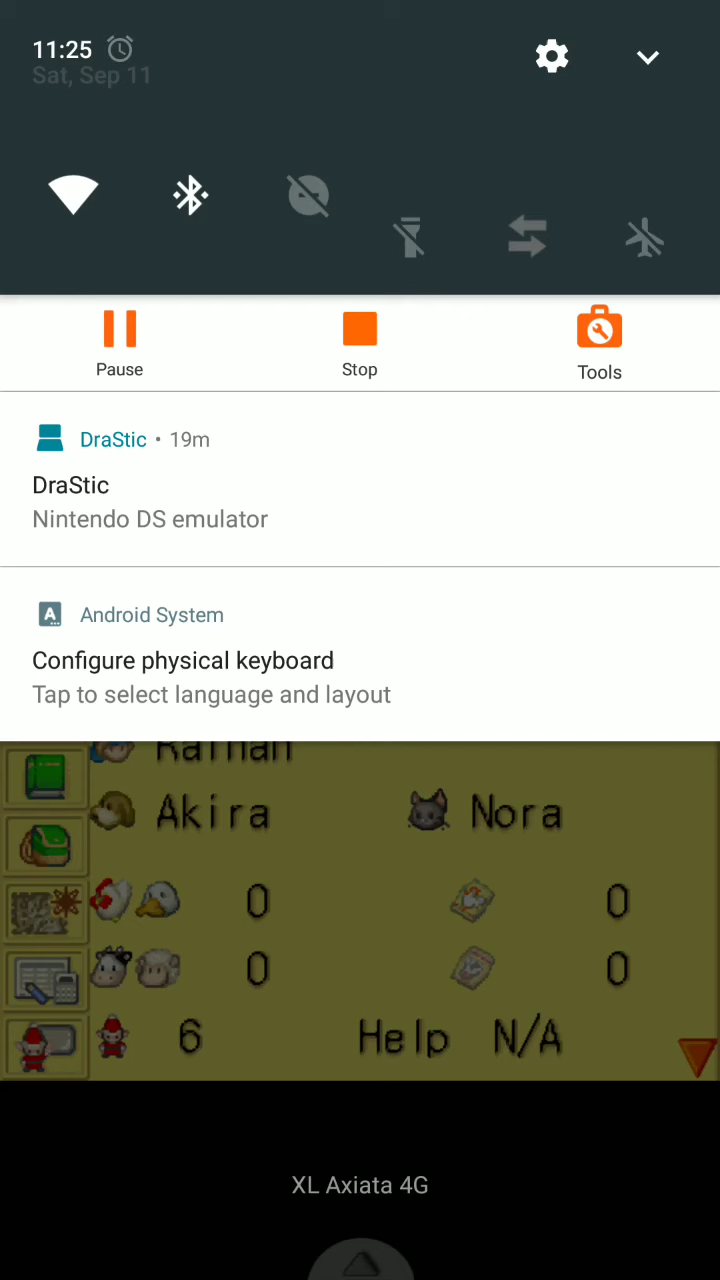 11:25
Sat, Sep 11
Pause Stop Tools
DraStic • 19m
DraStic
Nintendo DS emulator
A Android System
Configure physical keyboard
Tap to select language and layout
Akira Nora
0 0
0 0
6 Help N/A
XL Axiata 4G